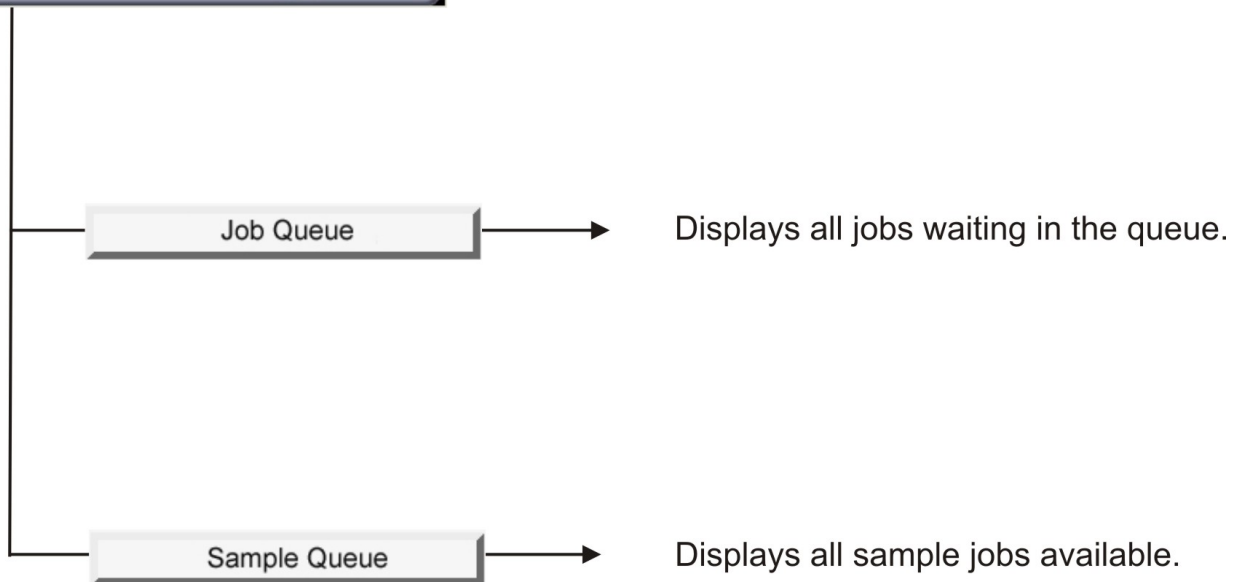 Job Queue
Displays all jobs waiting in the queue.
Sample Queue
Displays all sample jobs available.